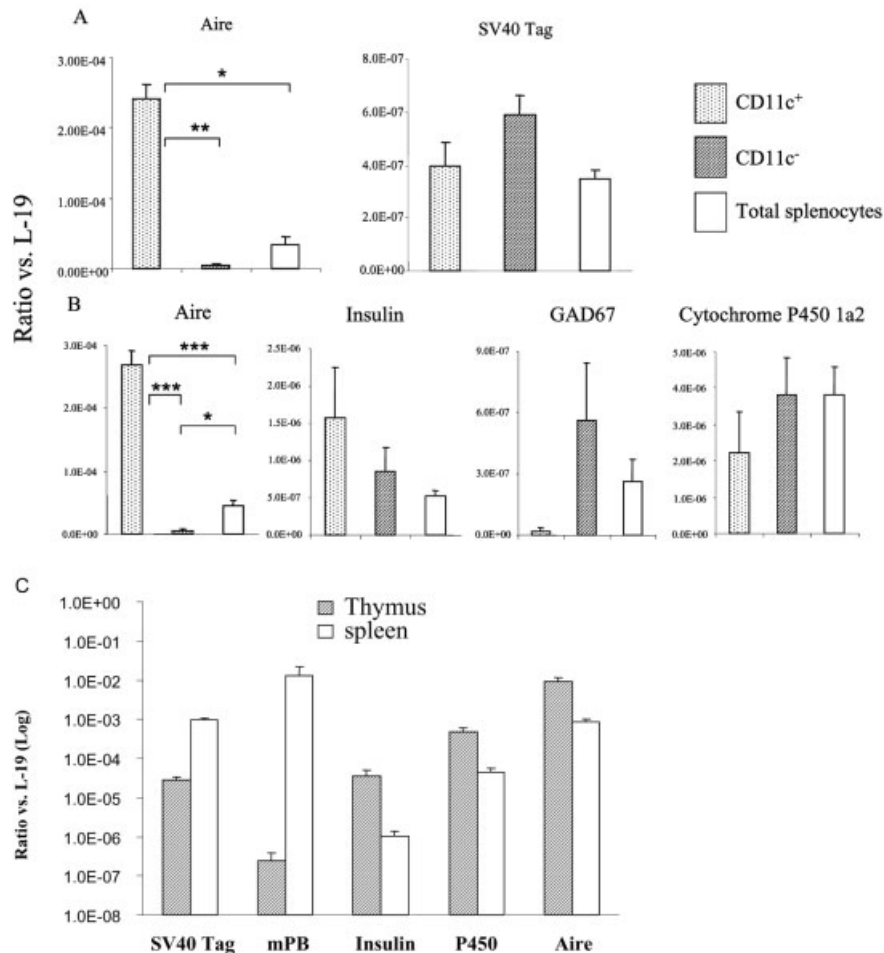 A
Aire
SV40 Tag
3.00E-04
2.00E-04
1.00E-04
0.00E+00
*
**
8.0E-07
6.0E-07
4.0E-07
2.0E-07
0.0E+00
CD11c+
CD11c-
Total splenocytes
Ratio vs. L-19
B
Aire
Insulin
GAD67
Cytochrome P450 1a2
3.0E-04
2.0E-04
1.0E-04
0.0E+00
***
***
*
2.5E-06
2.0E-06
1.5E-06
1.0E-06
5.0E-07
0.0E+00
9.0E-07
6.0E-07
3.0E-07
0.0E+00
5.0E-06
4.0E-06
3.0E-06
2.0E-06
1.0E-06
0.0E+00
C
Thymus
spleen
Ratio vs. L-19 (Log)
1.0E+00
1.0E-01
1.0E-02
1.0E-03
1.0E-04
1.0E-05
1.0E-06
1.0E-07
1.0E-08
SV40 Tag mPB Insulin P450 Aire